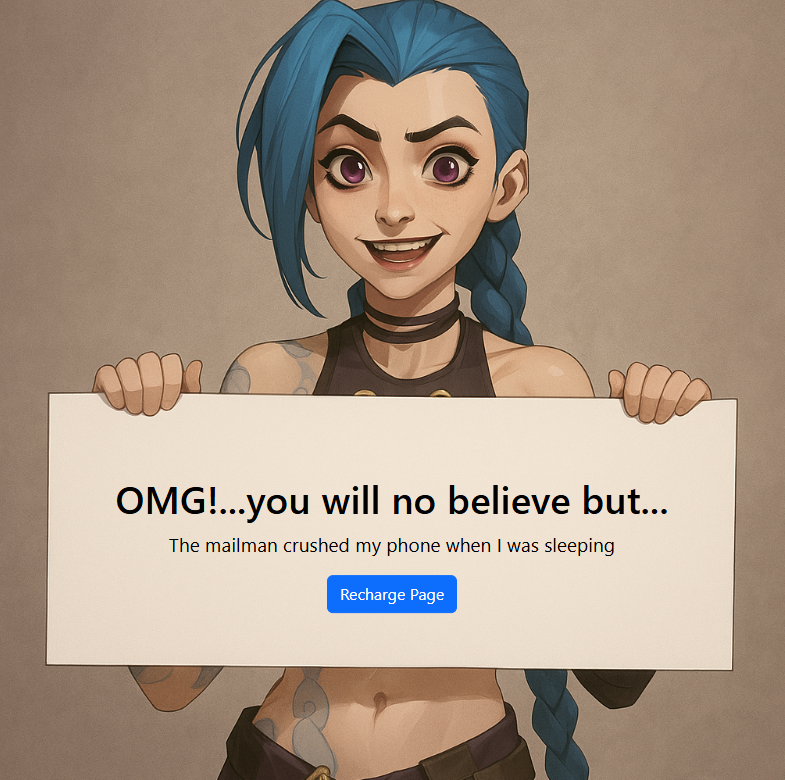 OMG!...you will no believe but...
The mailman crushed my phone when I was sleeping
Recharge Page